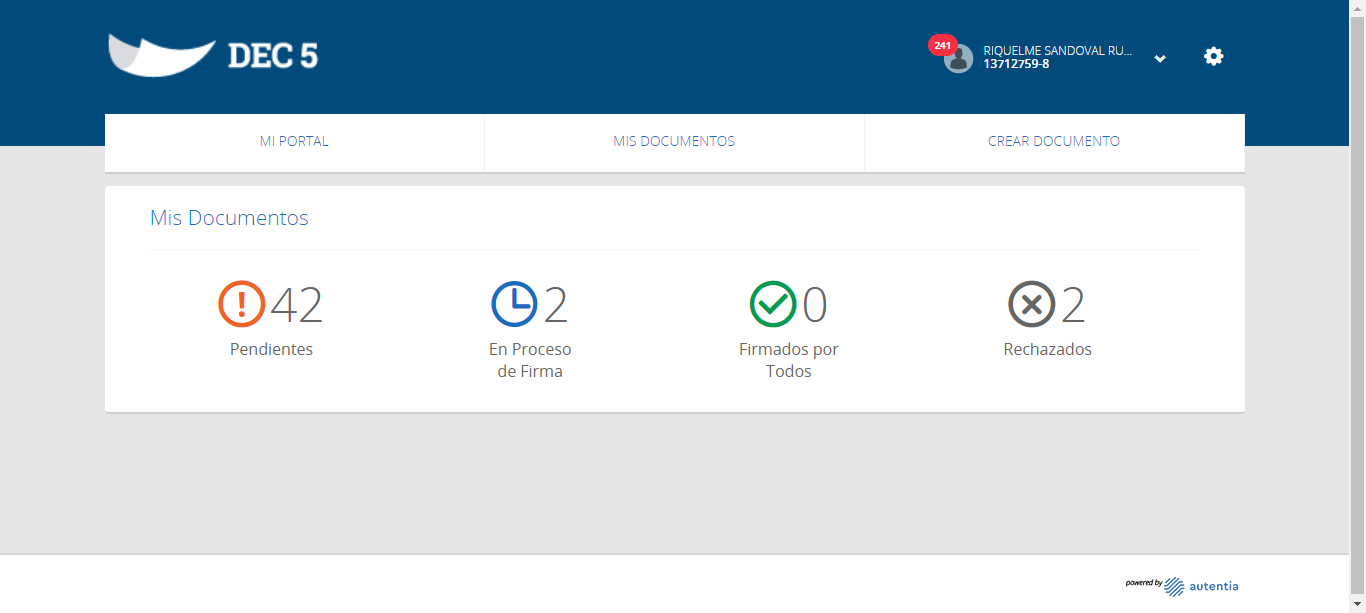 DEC 5
241
RIQUELME SANDOVAL RU...
13712759-8
MI PORTAL
MIS DOCUMENTOS
CREAR DOCUMENTO
Mis Documentos
42
Pendientes
2
En Proceso
de Firma
0
Firmados por
Todos
2
Rechazados
powered by autentia